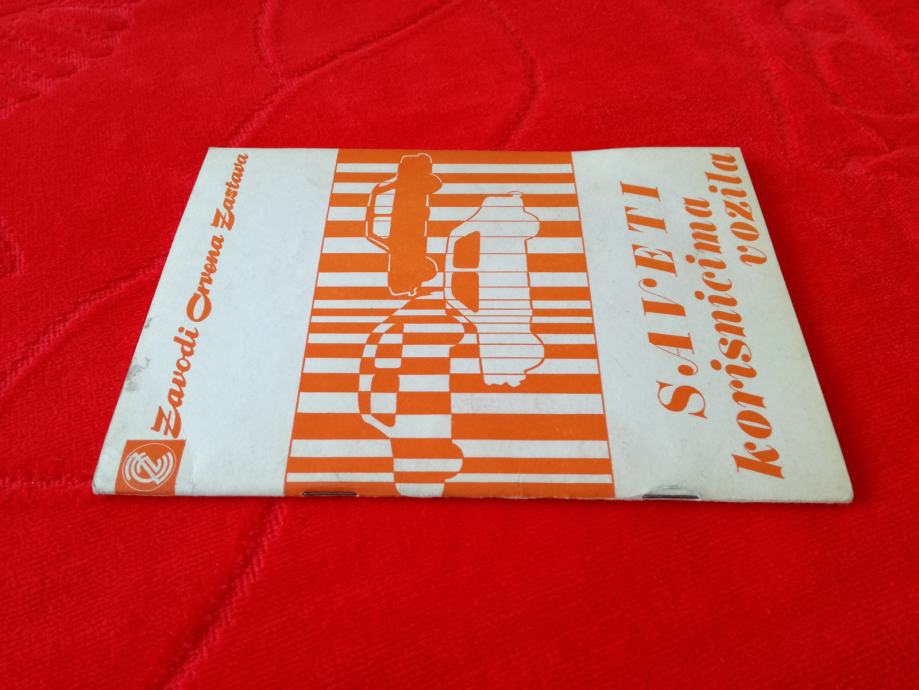 Zavodi Crvena Zastava
SAVETI
korisnicima
vozila